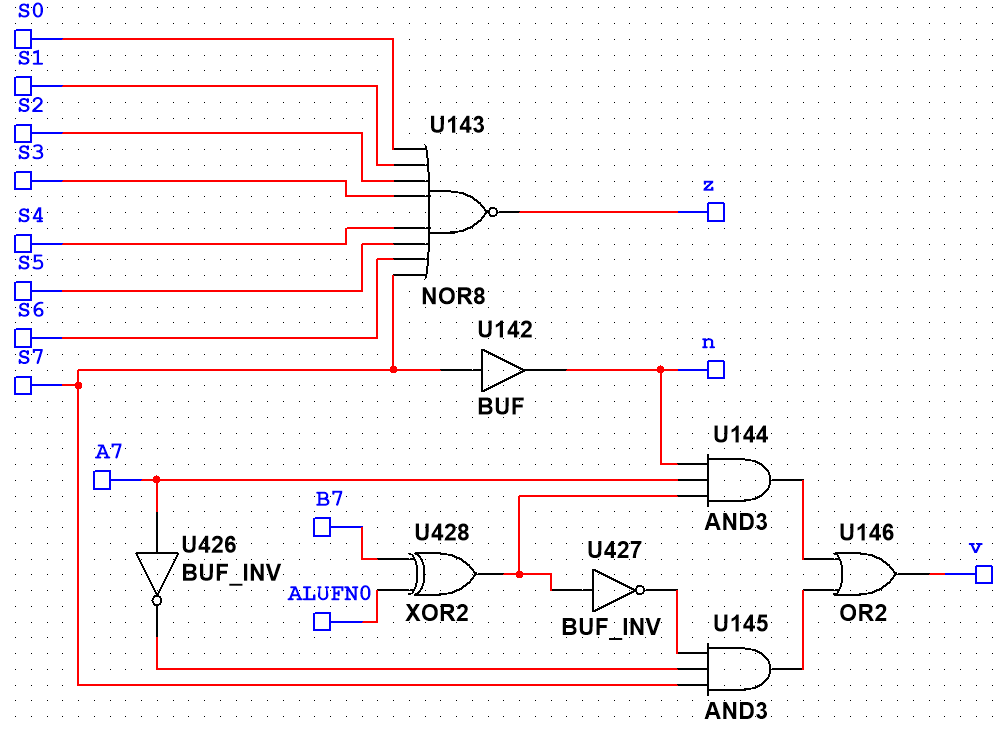 S0
S1
S2
S3
S4
S5
S6
S7
U143
NOR8
z
U142
BUF
n
A7
U426
BUF_INV
B7
ALUFN0
U428
XOR2
U427
BUF_INV
U144
AND3
U145
AND3
U146
OR2
v